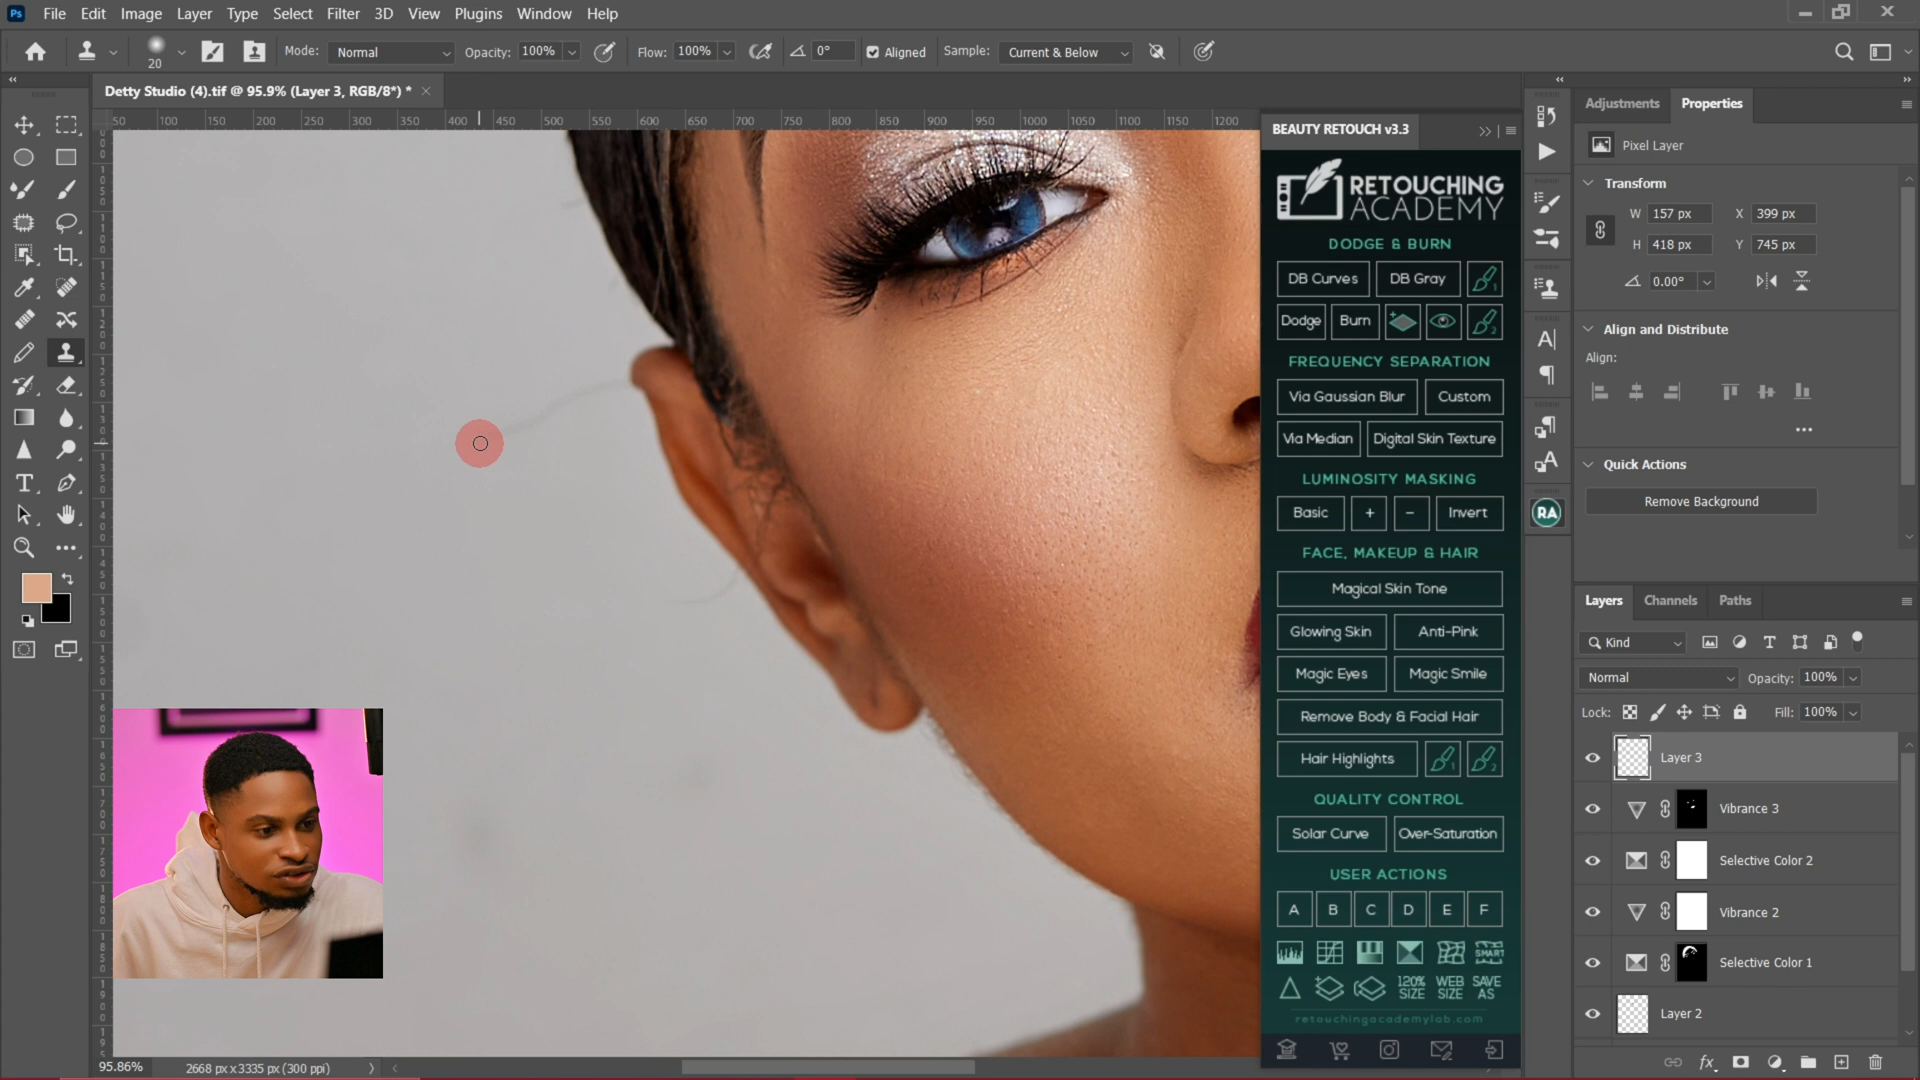 Ps File Edit Image Layer Type Select Filter 3D View Plugins Window Help
20 Mode: Normal Opacity: 100% Flow: 100% 0° Aligned Sample: Current & Below
Detty Studio (4).tif @ 95.9% (Layer 3, RGB/8*) *
50 100 150 200 250 300 350 400 450 500 550 600 650 700 750 800 850 900 950 1000 1050 1100 1150 1200
BEAUTY RETOUCH v3.3
RETOUCHING
ACADEMY
DODGE & BURN
DB Curves DB Gray 1
Dodge Burn 2
FREQUENCY SEPARATION
Via Gaussian Blur Custom
Via Median Digital Skin Texture
LUMINOSITY MASKING
Basic + − Invert
FACE, MAKEUP & HAIR
Magical Skin Tone
Glowing Skin Anti-Pink
Magic Eyes Magic Smile
Remove Body & Facial Hair
Hair Highlights 1 2
QUALITY CONTROL
Solar Curve Over-Saturation
USER ACTIONS
A B C D E F
SMART
120% SIZE WEB SIZE SAVE AS
retouchingacademylab.com
RA
Adjustments Properties
Pixel Layer
Transform
W 157 px X 399 px
H 418 px Y 745 px
0.00°
Align and Distribute
Align:
Quick Actions
Remove Background
Layers Channels Paths
Kind
Normal Opacity: 100%
Lock: Fill: 100%
Layer 3
Vibrance 3
Selective Color 2
Vibrance 2
Selective Color 1
Layer 2
fx
95.86% 2668 px x 3335 px (300 ppi)